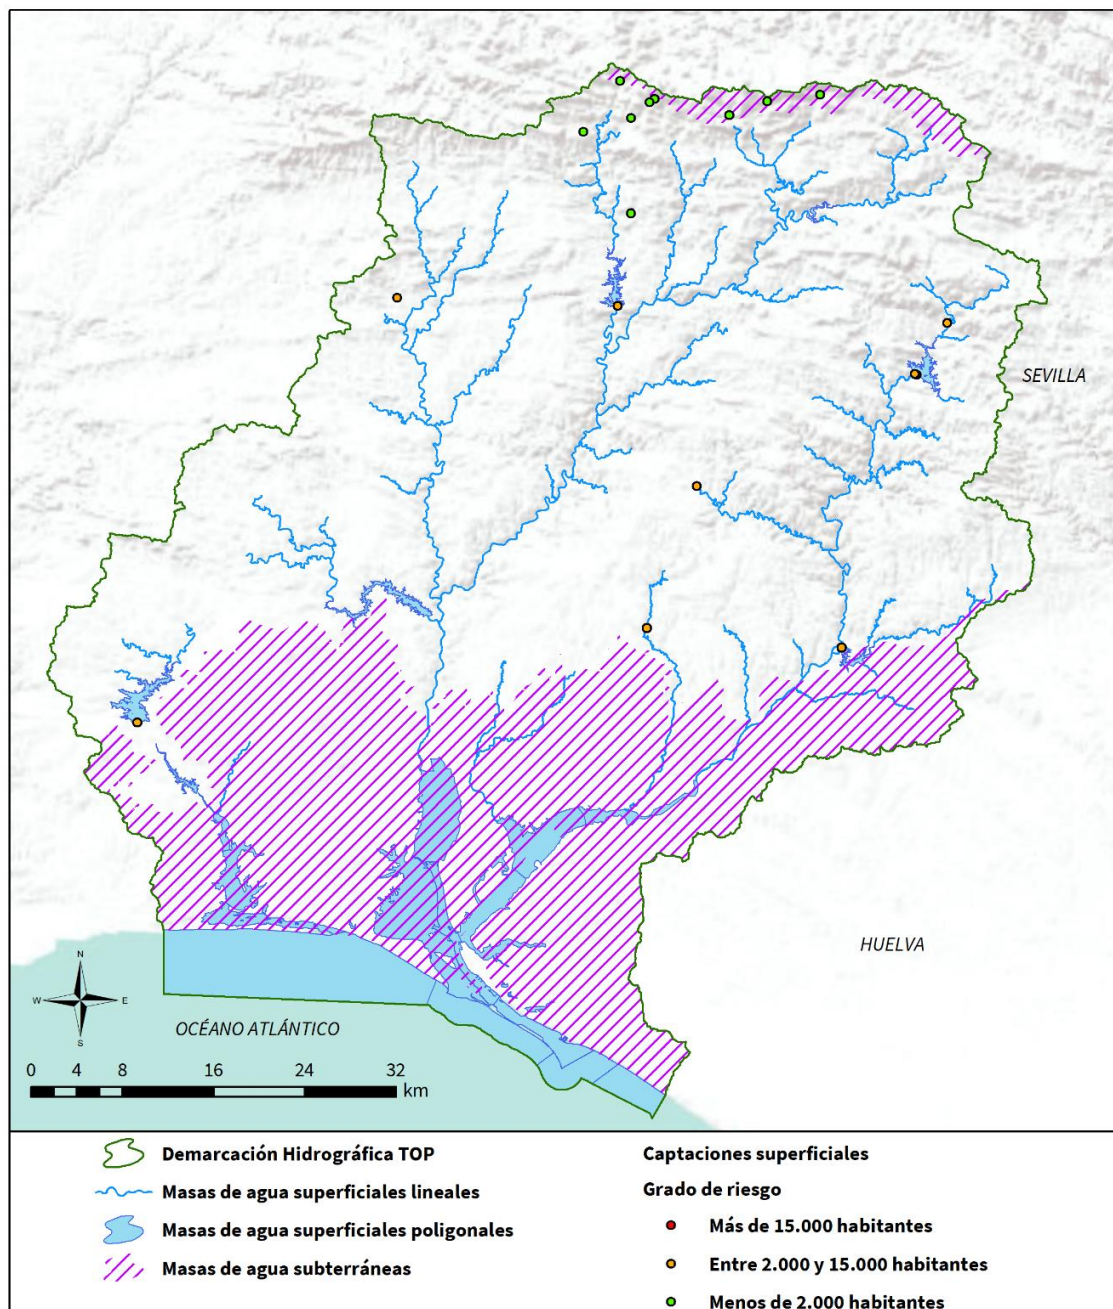 SEVILLA
HUELVA
N
W E
S
OCÉANO ATLÁNTICO
0 4 8 16 24 32
km
Demarcación Hidrográfica TOP
Masas de agua superficiales lineales
Masas de agua superficiales poligonales
Masas de agua subterráneas
Captaciones superficiales
Grado de riesgo
Más de 15.000 habitantes
Entre 2.000 y 15.000 habitantes
Menos de 2.000 habitantes